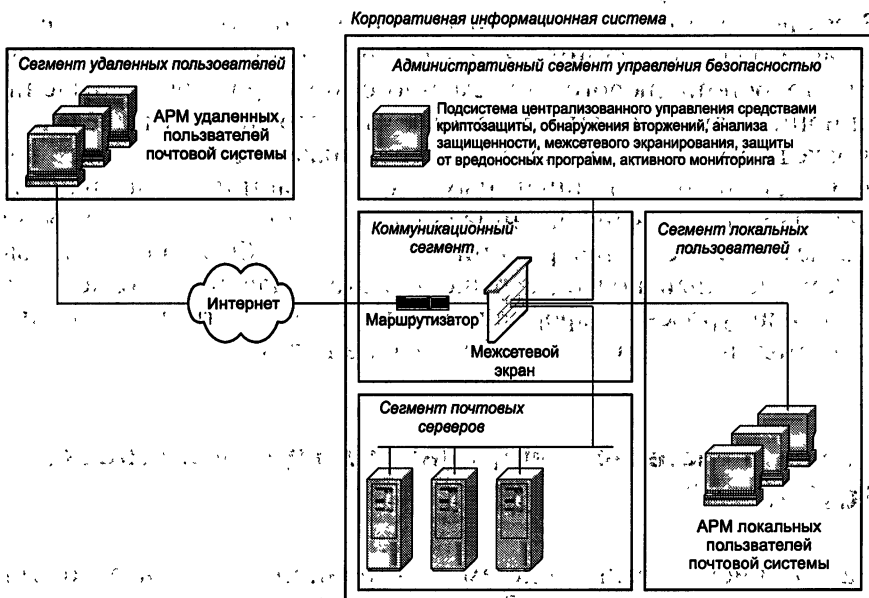 Корпоративная информационная система
Сегмент удаленных пользователей
АРМ удаленных
пользвателей
почтовой системы
Административный сегмент управления безопасностью
Подсистема централизованного управления средствами
криптозащиты, обнаружения вторжений, анализа
защищенности, межсетевого экранирования, защиты
от вредоносных программ, активного мониторинга
Коммуникационный
сегмент
Сегмент локальных
пользователей
Интернет
Маршрутизатор
Межсетевой
экран
Сегмент почтовых
серверов
АРМ локальных
пользвателей
почтовой системы